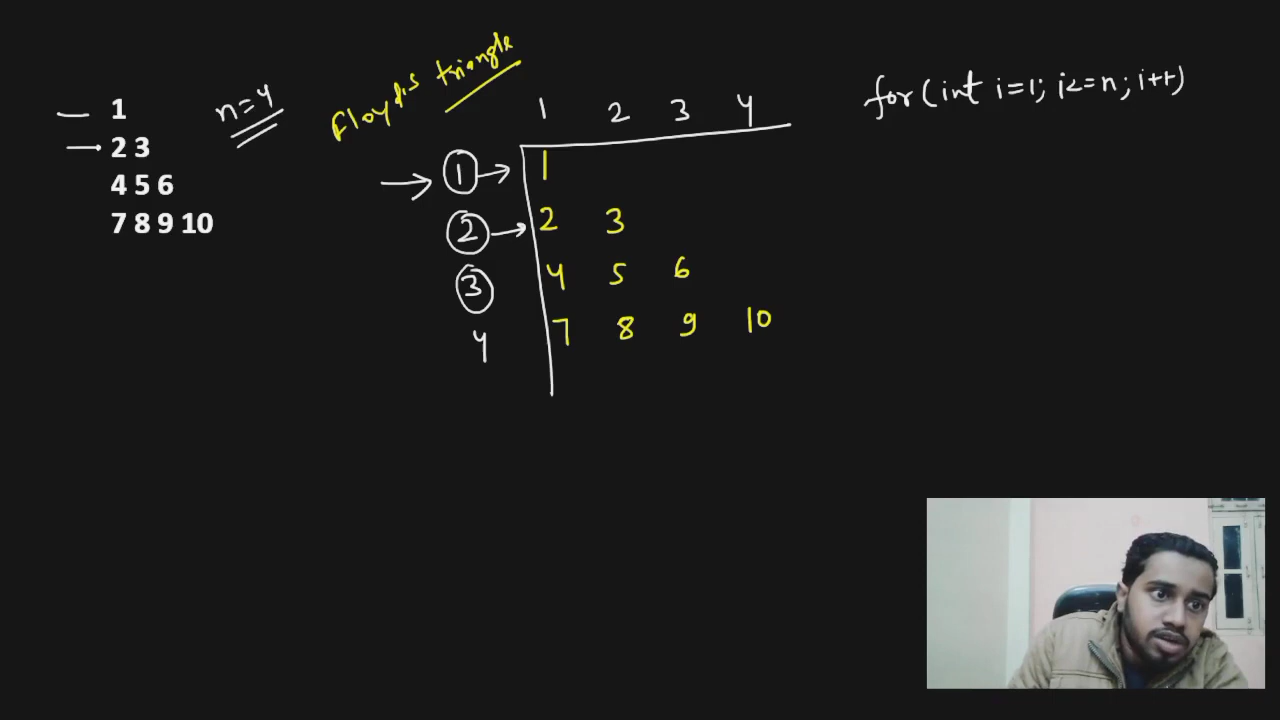 1
2 3
4 5 6
7 8 9 10
n=4
Floyd's triangle
1 2 3 4
1 1
2 2 3
3 4 5 6
4 7 8 9 10
for(int i=1; i<=n; i++)